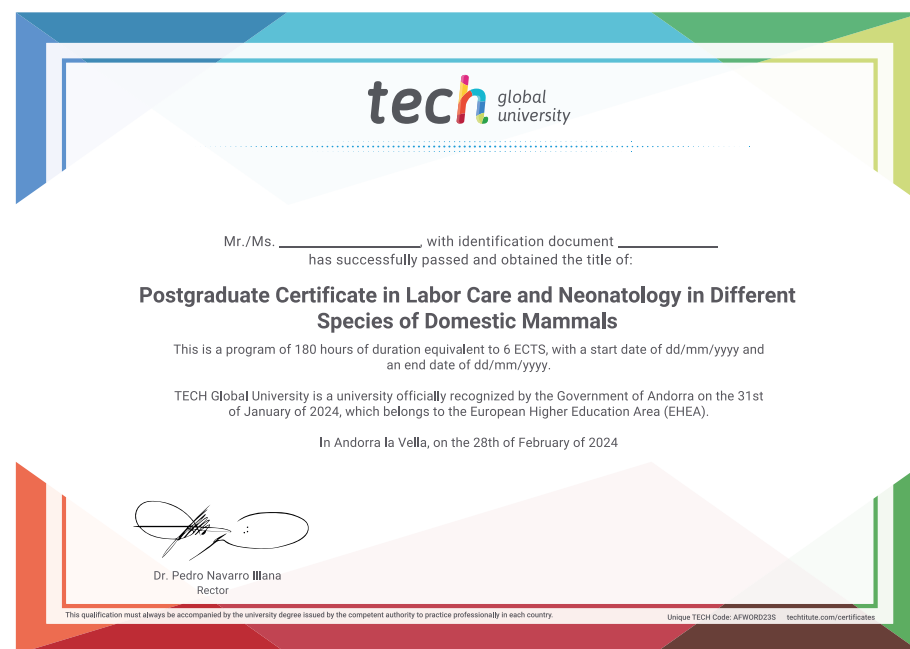 tech global
university
Mr./Ms. ____________, with identification document ____________
has successfully passed and obtained the title of:
Postgraduate Certificate in Labor Care and Neonatology in Different
Species of Domestic Mammals
This is a program of 180 hours of duration equivalent to 6 ECTS, with a start date of dd/mm/yyyy and
an end date of dd/mm/yyyy.
TECH Global University is a university officially recognized by the Government of Andorra on the 31st
of January of 2024, which belongs to the European Higher Education Area (EHEA).
In Andorra la Vella, on the 28th of February of 2024
Dr. Pedro Navarro Illana
Rector
This qualification must always be accompanied by the university degree issued by the competent authority to practice professionally in each country.
Unique TECH Code: AFWORD23S techtitute.com/certificates